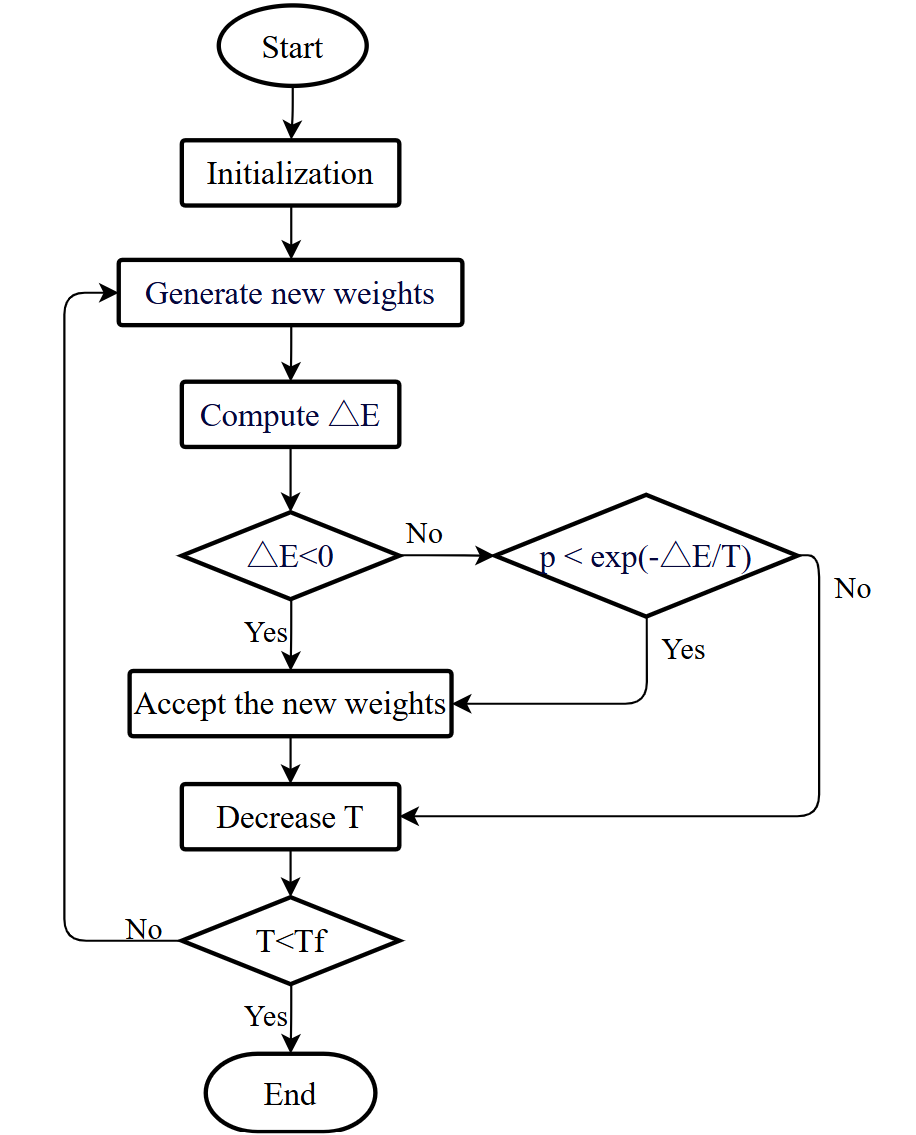 Start
Initialization
Generate new weights
Compute △E
△E<0
No
p < exp(-△E/T)
No
Yes
Yes
Accept the new weights
Decrease T
T<Tf
No
Yes
End